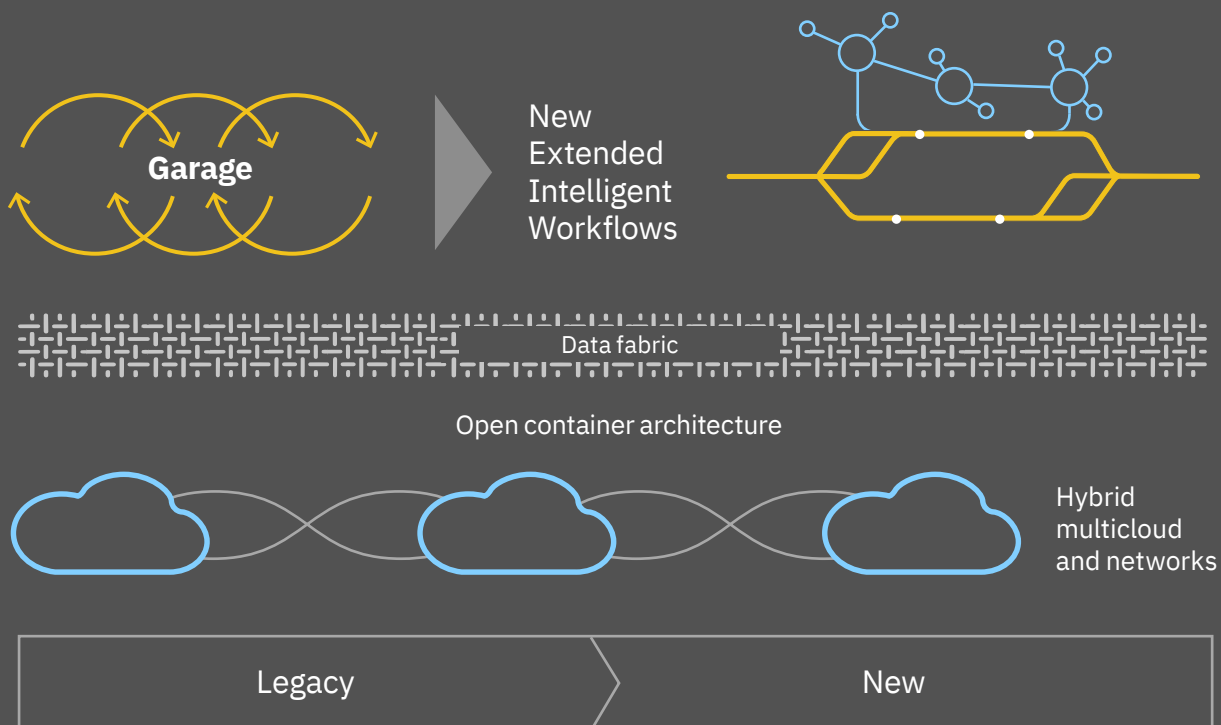 Garage
New
Extended
Intelligent
Workflows
Data fabric
Open container architecture
Hybrid
multicloud
and networks
Legacy
New